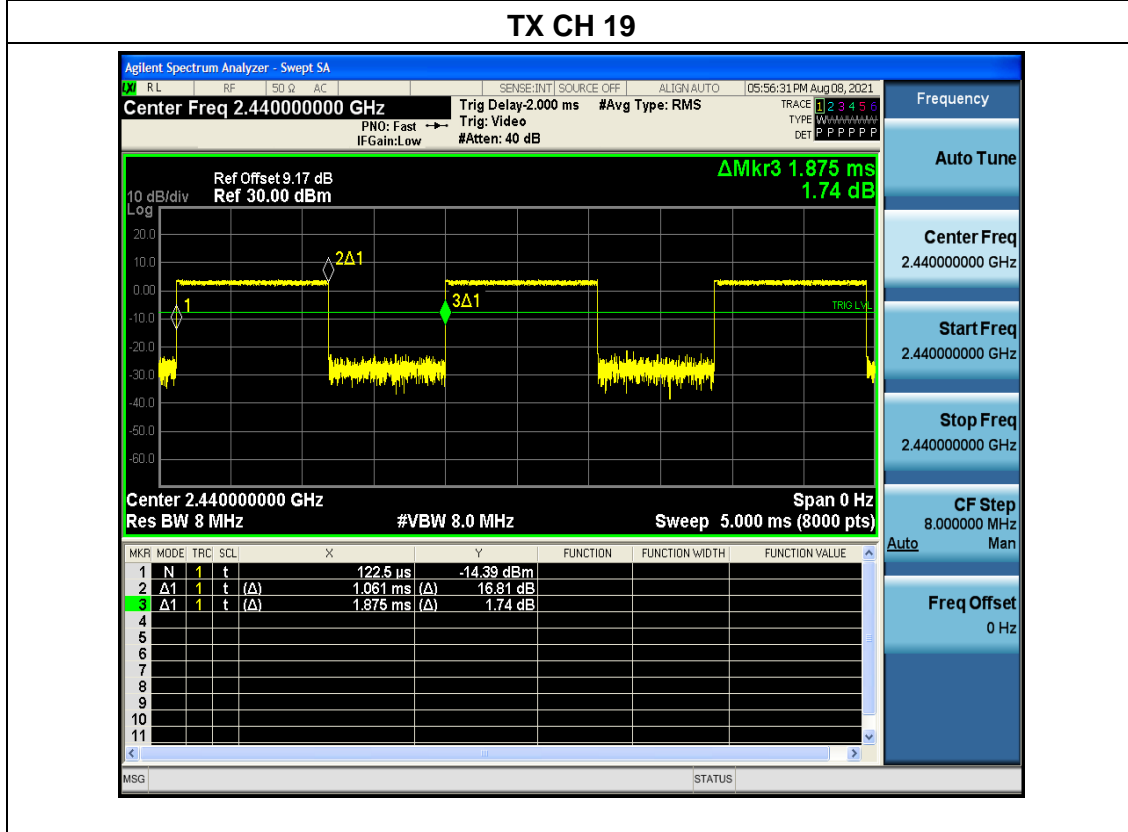 TX CH 19
Agilent Spectrum Analyzer - Swept SA
LXI RL RF 50 Ω AC SENSE:INT SOURCE OFF ALIGN AUTO 05:56:31 PM Aug 08, 2021
Center Freq 2.440000000 GHz
PNO: Fast
IFGain:Low
Trig Delay-2.000 ms #Avg Type: RMS
Trig: Video
#Atten: 40 dB
TRACE 1 2 3 4 5 6
TYPE W
DET P P P P P P
Frequency
Auto Tune
Center Freq
2.440000000 GHz
Start Freq
2.440000000 GHz
Stop Freq
2.440000000 GHz
CF Step
8.000000 MHz
Auto Man
Freq Offset
0 Hz
ΔMkr3 1.875 ms
1.74 dB
Ref Offset 9.17 dB
10 dB/div Ref 30.00 dBm
Log
20.0
10.0
0.00
-10.0
-20.0
-30.0
-40.0
-50.0
-60.0
1
2Δ1
3Δ1
TRIG LVL
Center 2.440000000 GHz Span 0 Hz
Res BW 8 MHz #VBW 8.0 MHz Sweep 5.000 ms (8000 pts)
MKR MODE TRC SCL X Y FUNCTION FUNCTION WIDTH FUNCTION VALUE
1 N 1 t 122.5 µs -14.39 dBm
2 Δ1 1 t (Δ) 1.061 ms (Δ) 16.81 dB
3 Δ1 1 t (Δ) 1.875 ms (Δ) 1.74 dB
4
5
6
7
8
9
10
11
MSG STATUS